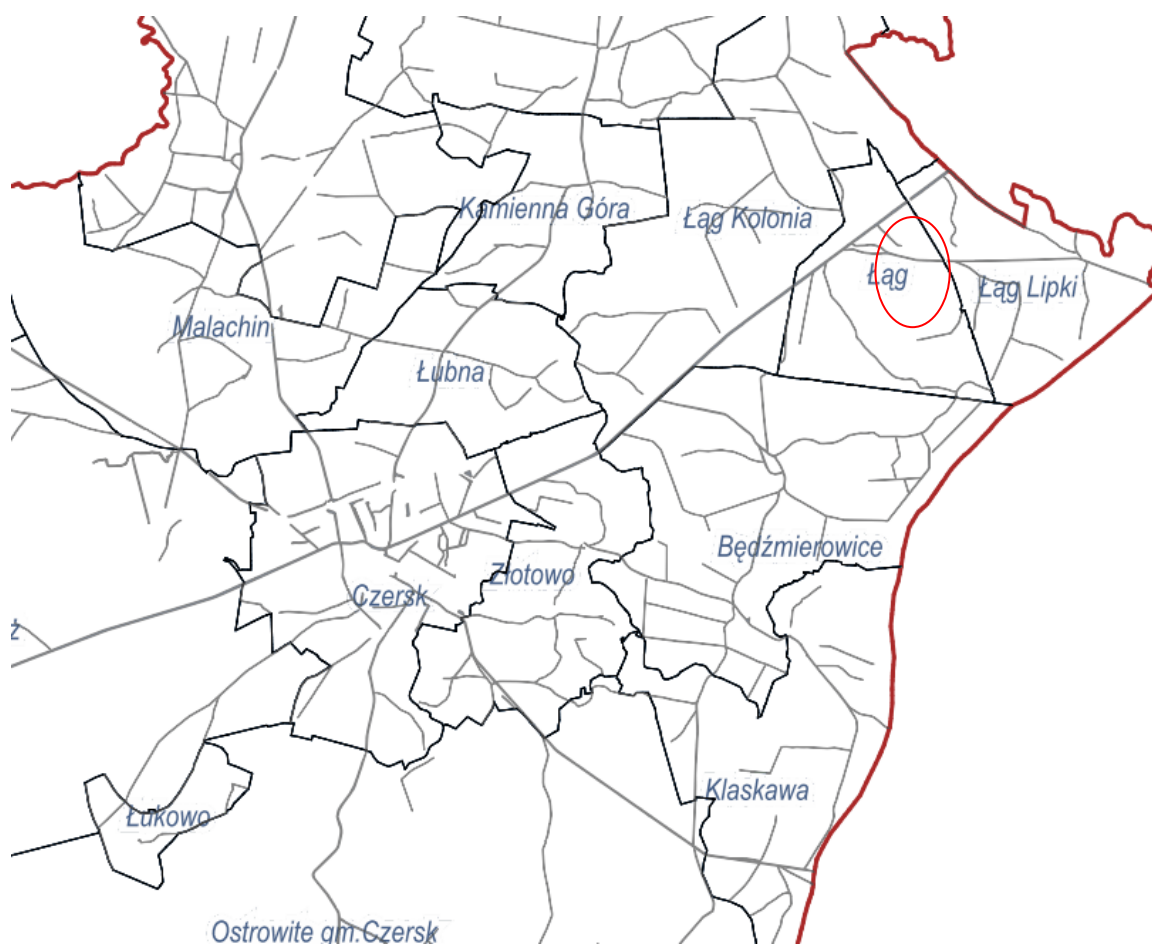 Kamienna Góra
Łąg Kolonia
Łąg
Łąg Lipki
Malachin
Łubna
Będźmierowice
Złotowo
Czersk
ż
Klaskawa
Łukowo
Ostrowite gm.Czersk